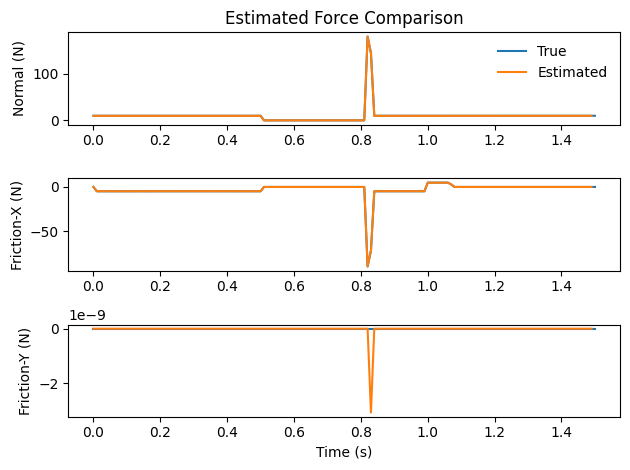 Estimated Force Comparison
Normal (N)
100
0
True
Estimated
0.0 0.2 0.4 0.6 0.8 1.0 1.2 1.4
Friction-X (N)
0
−50
0.0 0.2 0.4 0.6 0.8 1.0 1.2 1.4
1e−9
Friction-Y (N)
0
−2
0.0 0.2 0.4 0.6 0.8 1.0 1.2 1.4
Time (s)